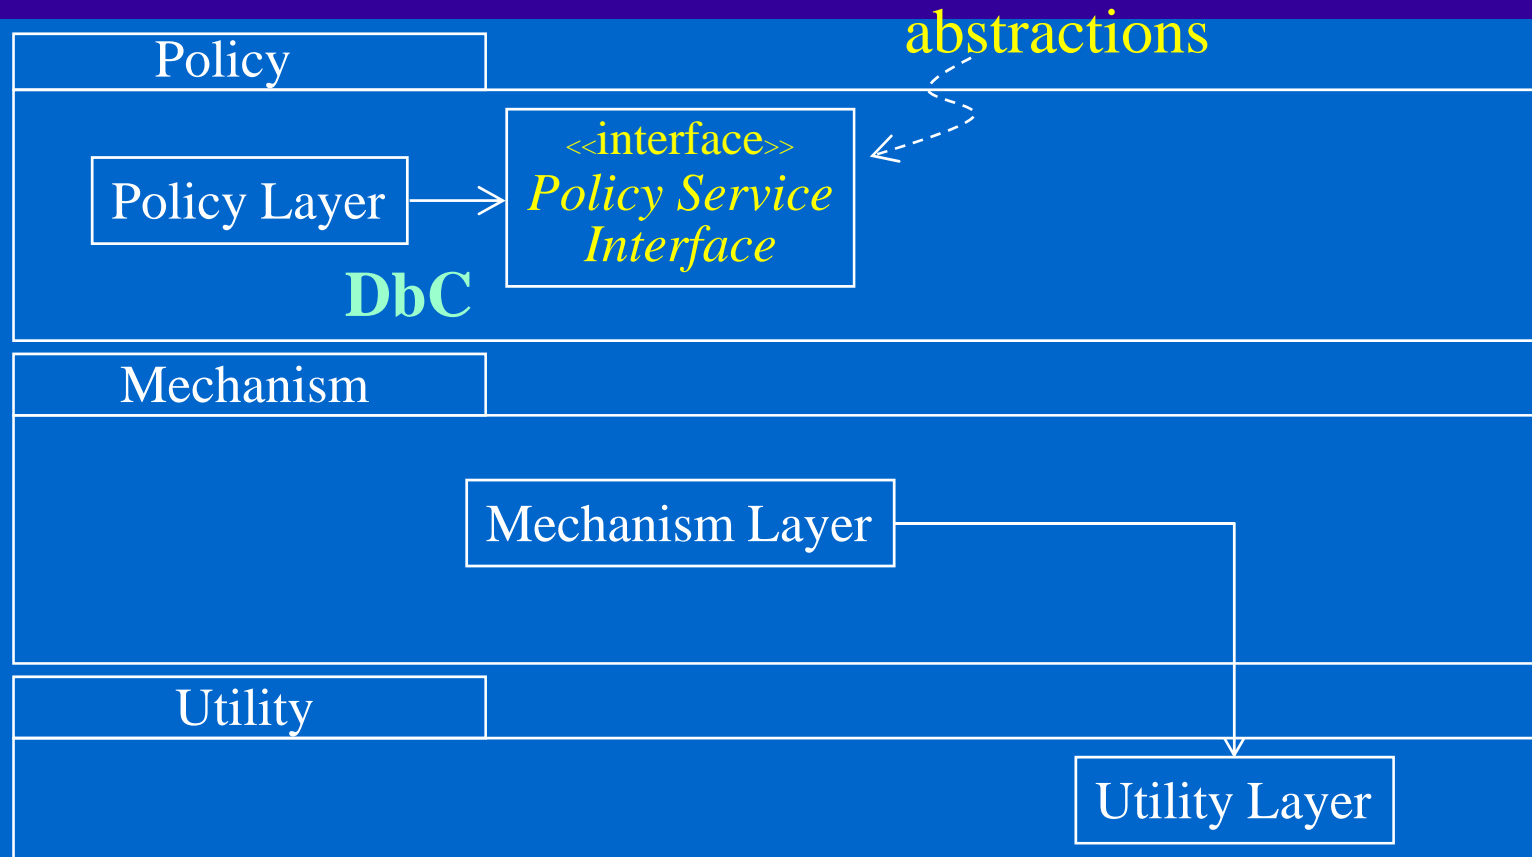 abstractions
Policy
<<interface>>
Policy Service
Interface
Policy Layer
DbC
Mechanism
Mechanism Layer
Utility
Utility Layer